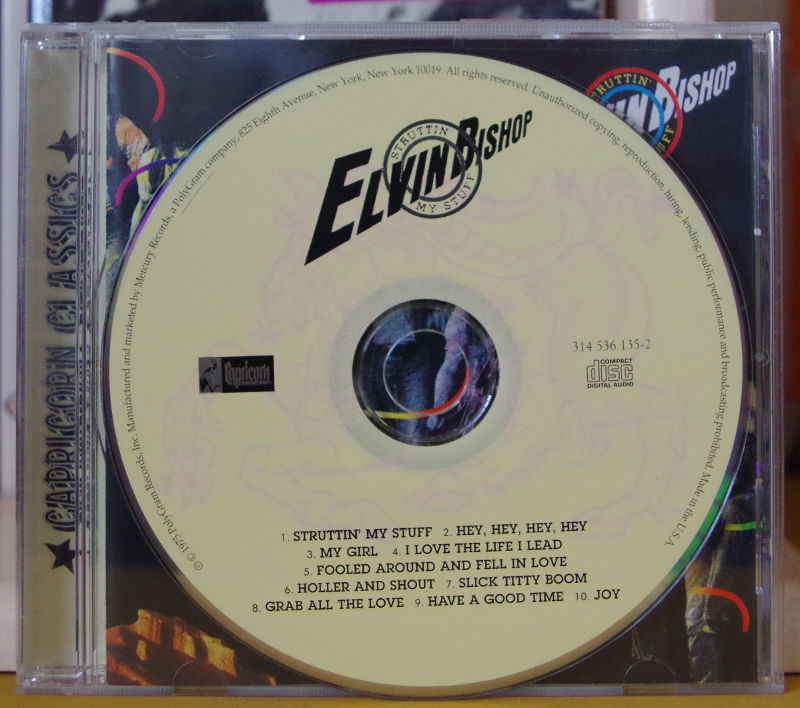 CAPRICORN CLASSICS
STRUTTIN'
ELVIN BISHOP
STRUTTIN
MY STUFF
ELVIN BISHOP
STUFF
Capricorn
314 536 135-2
COMPACT
disc
DIGITAL AUDIO
1. STRUTTIN' MY STUFF 2. HEY, HEY, HEY, HEY
3. MY GIRL 4. I LOVE THE LIFE I LEAD
5. FOOLED AROUND AND FELL IN LOVE
6. HOLLER AND SHOUT 7. SLICK TITTY BOOM
8. GRAB ALL THE LOVE 9. HAVE A GOOD TIME 10. JOY
℗ © 1975 PolyGram Records, Inc. Manufactured and marketed by Mercury Records, a PolyGram company, 825 Eighth Avenue, New York, New York 10019. All rights reserved. Unauthorized copying, reproduction, hiring, lending, public performance and broadcasting prohibited. Made in the U.S.A.